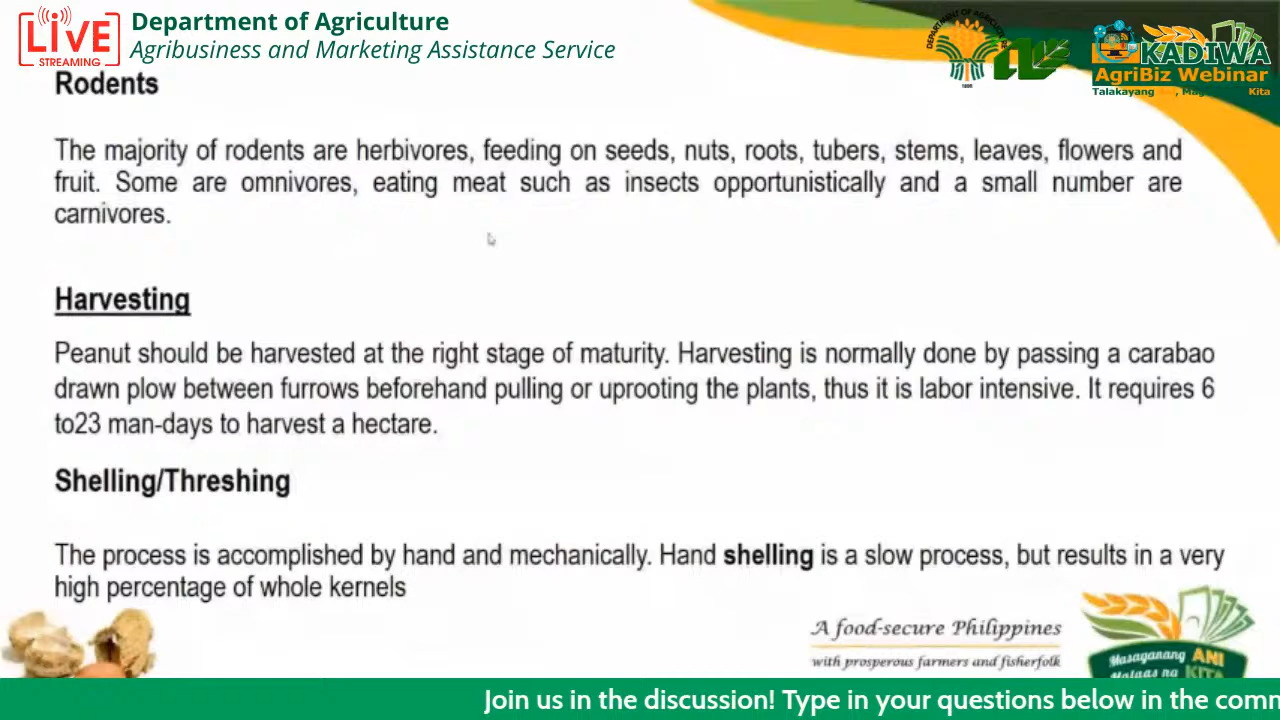 LIVE
STREAMING
Department of Agriculture
Agribusiness and Marketing Assistance Service
DEPARTMENT OF AGRICULTURE
1898
KADIWA
AgriBiz Webinar
Talakayang
Kita
Rodents
The majority of rodents are herbivores, feeding on seeds, nuts, roots, tubers, stems, leaves, flowers and
fruit. Some are omnivores, eating meat such as insects opportunistically and a small number are
carnivores.
Harvesting
Peanut should be harvested at the right stage of maturity. Harvesting is normally done by passing a carabao
drawn plow between furrows beforehand pulling or uprooting the plants, thus it is labor intensive. It requires 6
to23 man-days to harvest a hectare.
Shelling/Threshing
The process is accomplished by hand and mechanically. Hand shelling is a slow process, but results in a very
high percentage of whole kernels
A food-secure Philippines
with prosperous farmers and fisherfolk
Masaganang ANI
KITA
Join us in the discussion! Type in your questions below in the